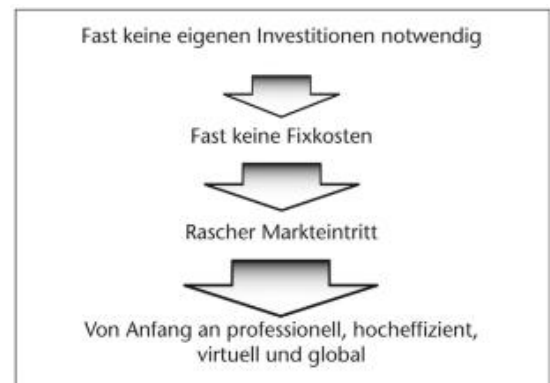 Fast keine eigenen Investitionen notwendig
Fast keine Fixkosten
Rascher Markteintritt
Von Anfang an professionell, hocheffizient,
virtuell und global